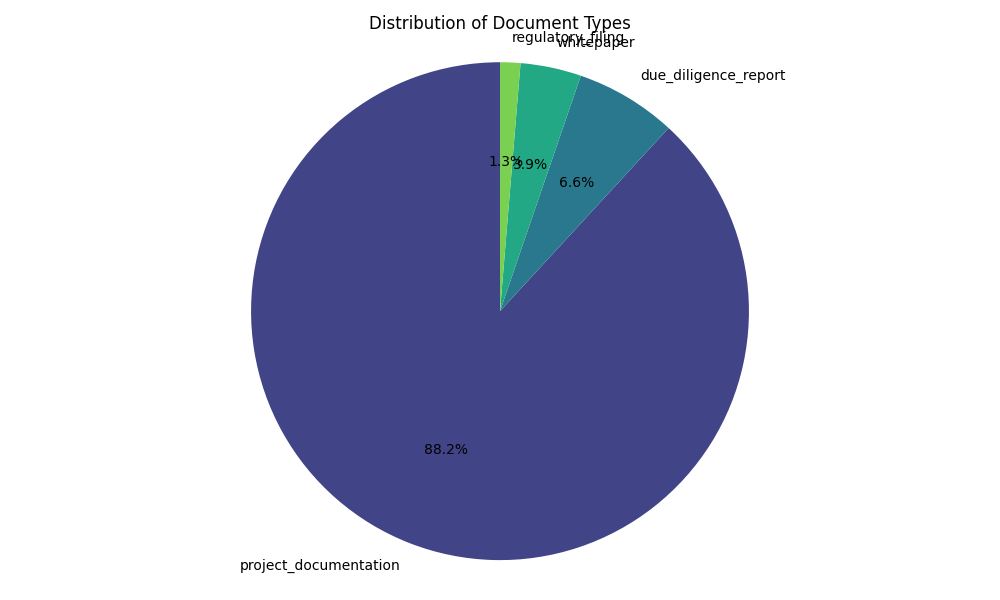 Distribution of Document Types
regulatory_filing
whitepaper
due_diligence_report
1.3%
3.9%
6.6%
88.2%
project_documentation